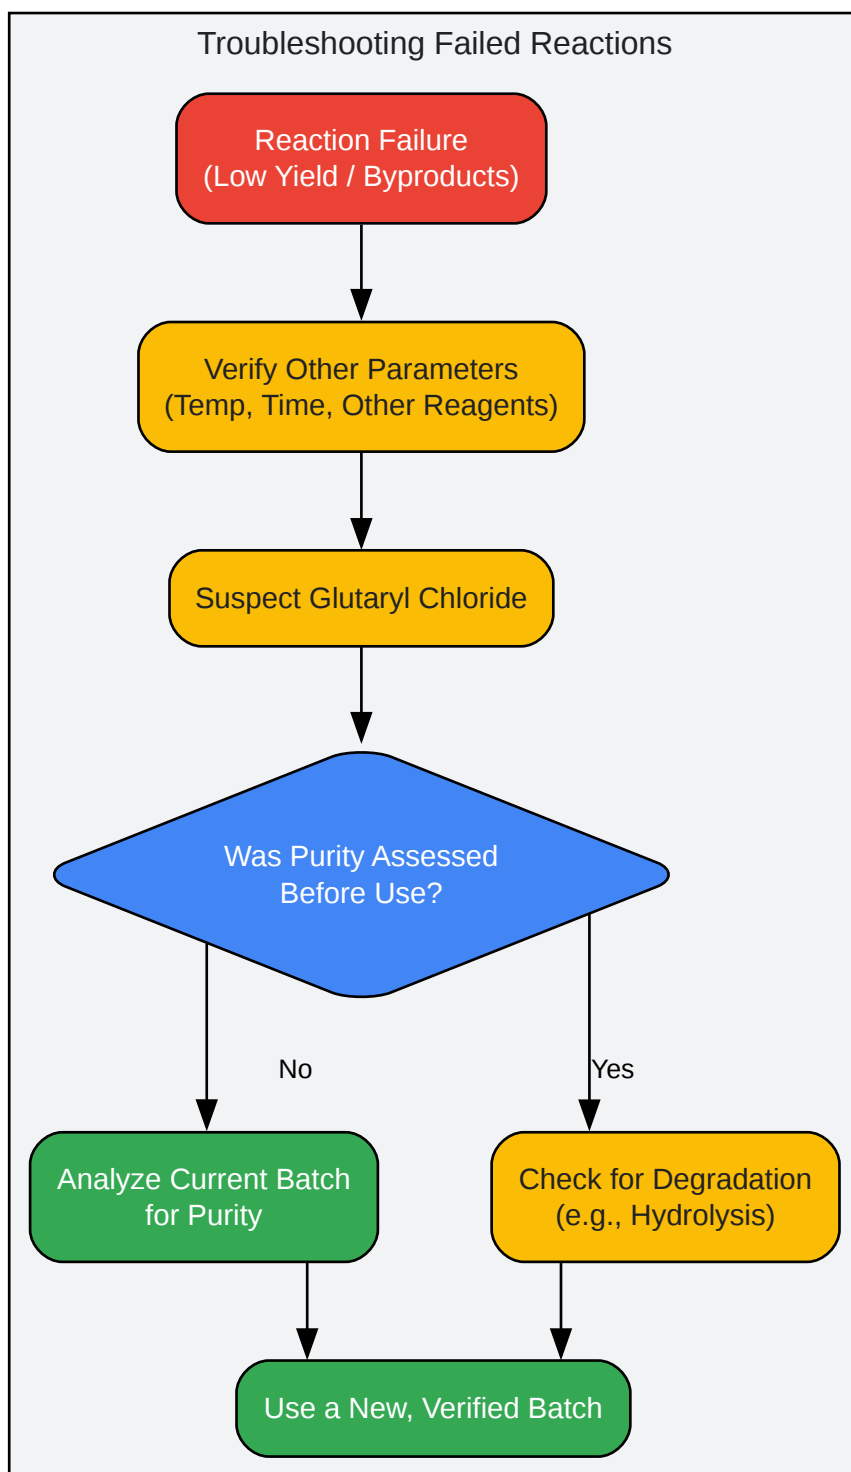 Troubleshooting Failed Reactions
Reaction Failure
(Low Yield / Byproducts)
Verify Other Parameters
(Temp, Time, Other Reagents)
Suspect Glutaryl Chloride
Was Purity Assessed
Before Use?
No
Yes
Analyze Current Batch
for Purity
Check for Degradation
(e.g., Hydrolysis)
Use a New, Verified Batch